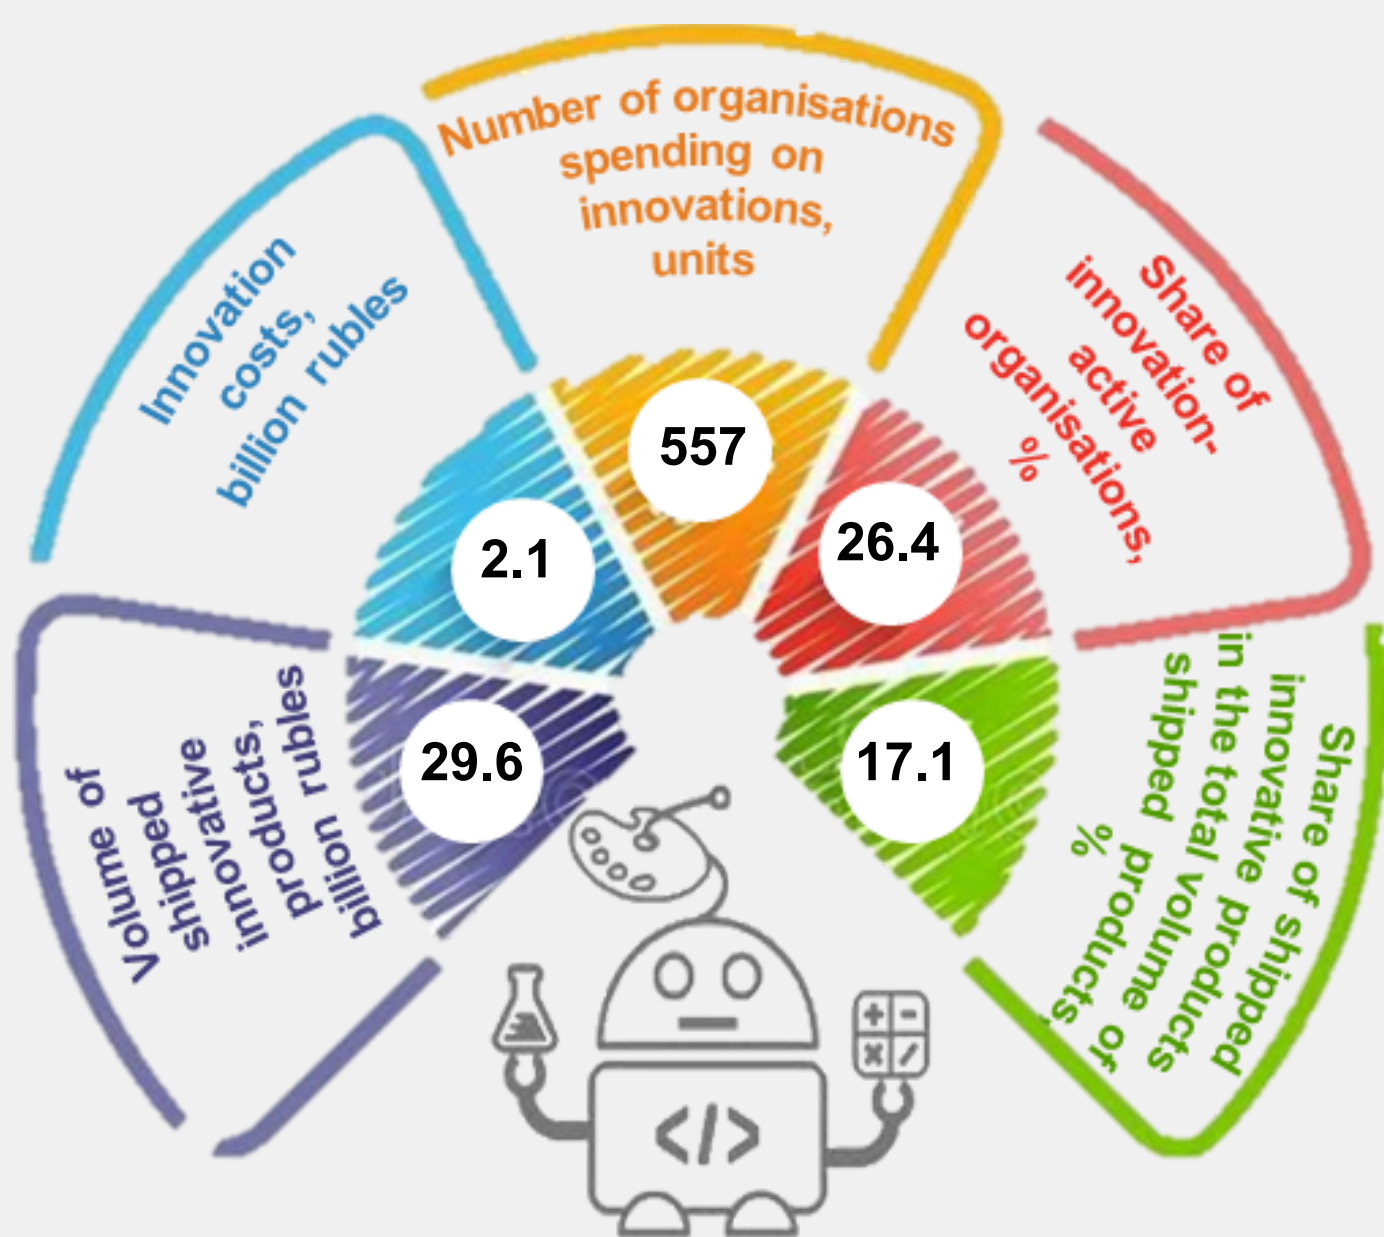 Volume of
shipped
innovative
products,
billion rubles
29.6
Innovation
costs,
billion rubles
2.1
Number of organisations
spending on
innovations,
units
557
Share of
innovation-
active
organisations,
%
26.4
Share of shipped
innovative products
in the total volume of
shipped products,
%
17.1